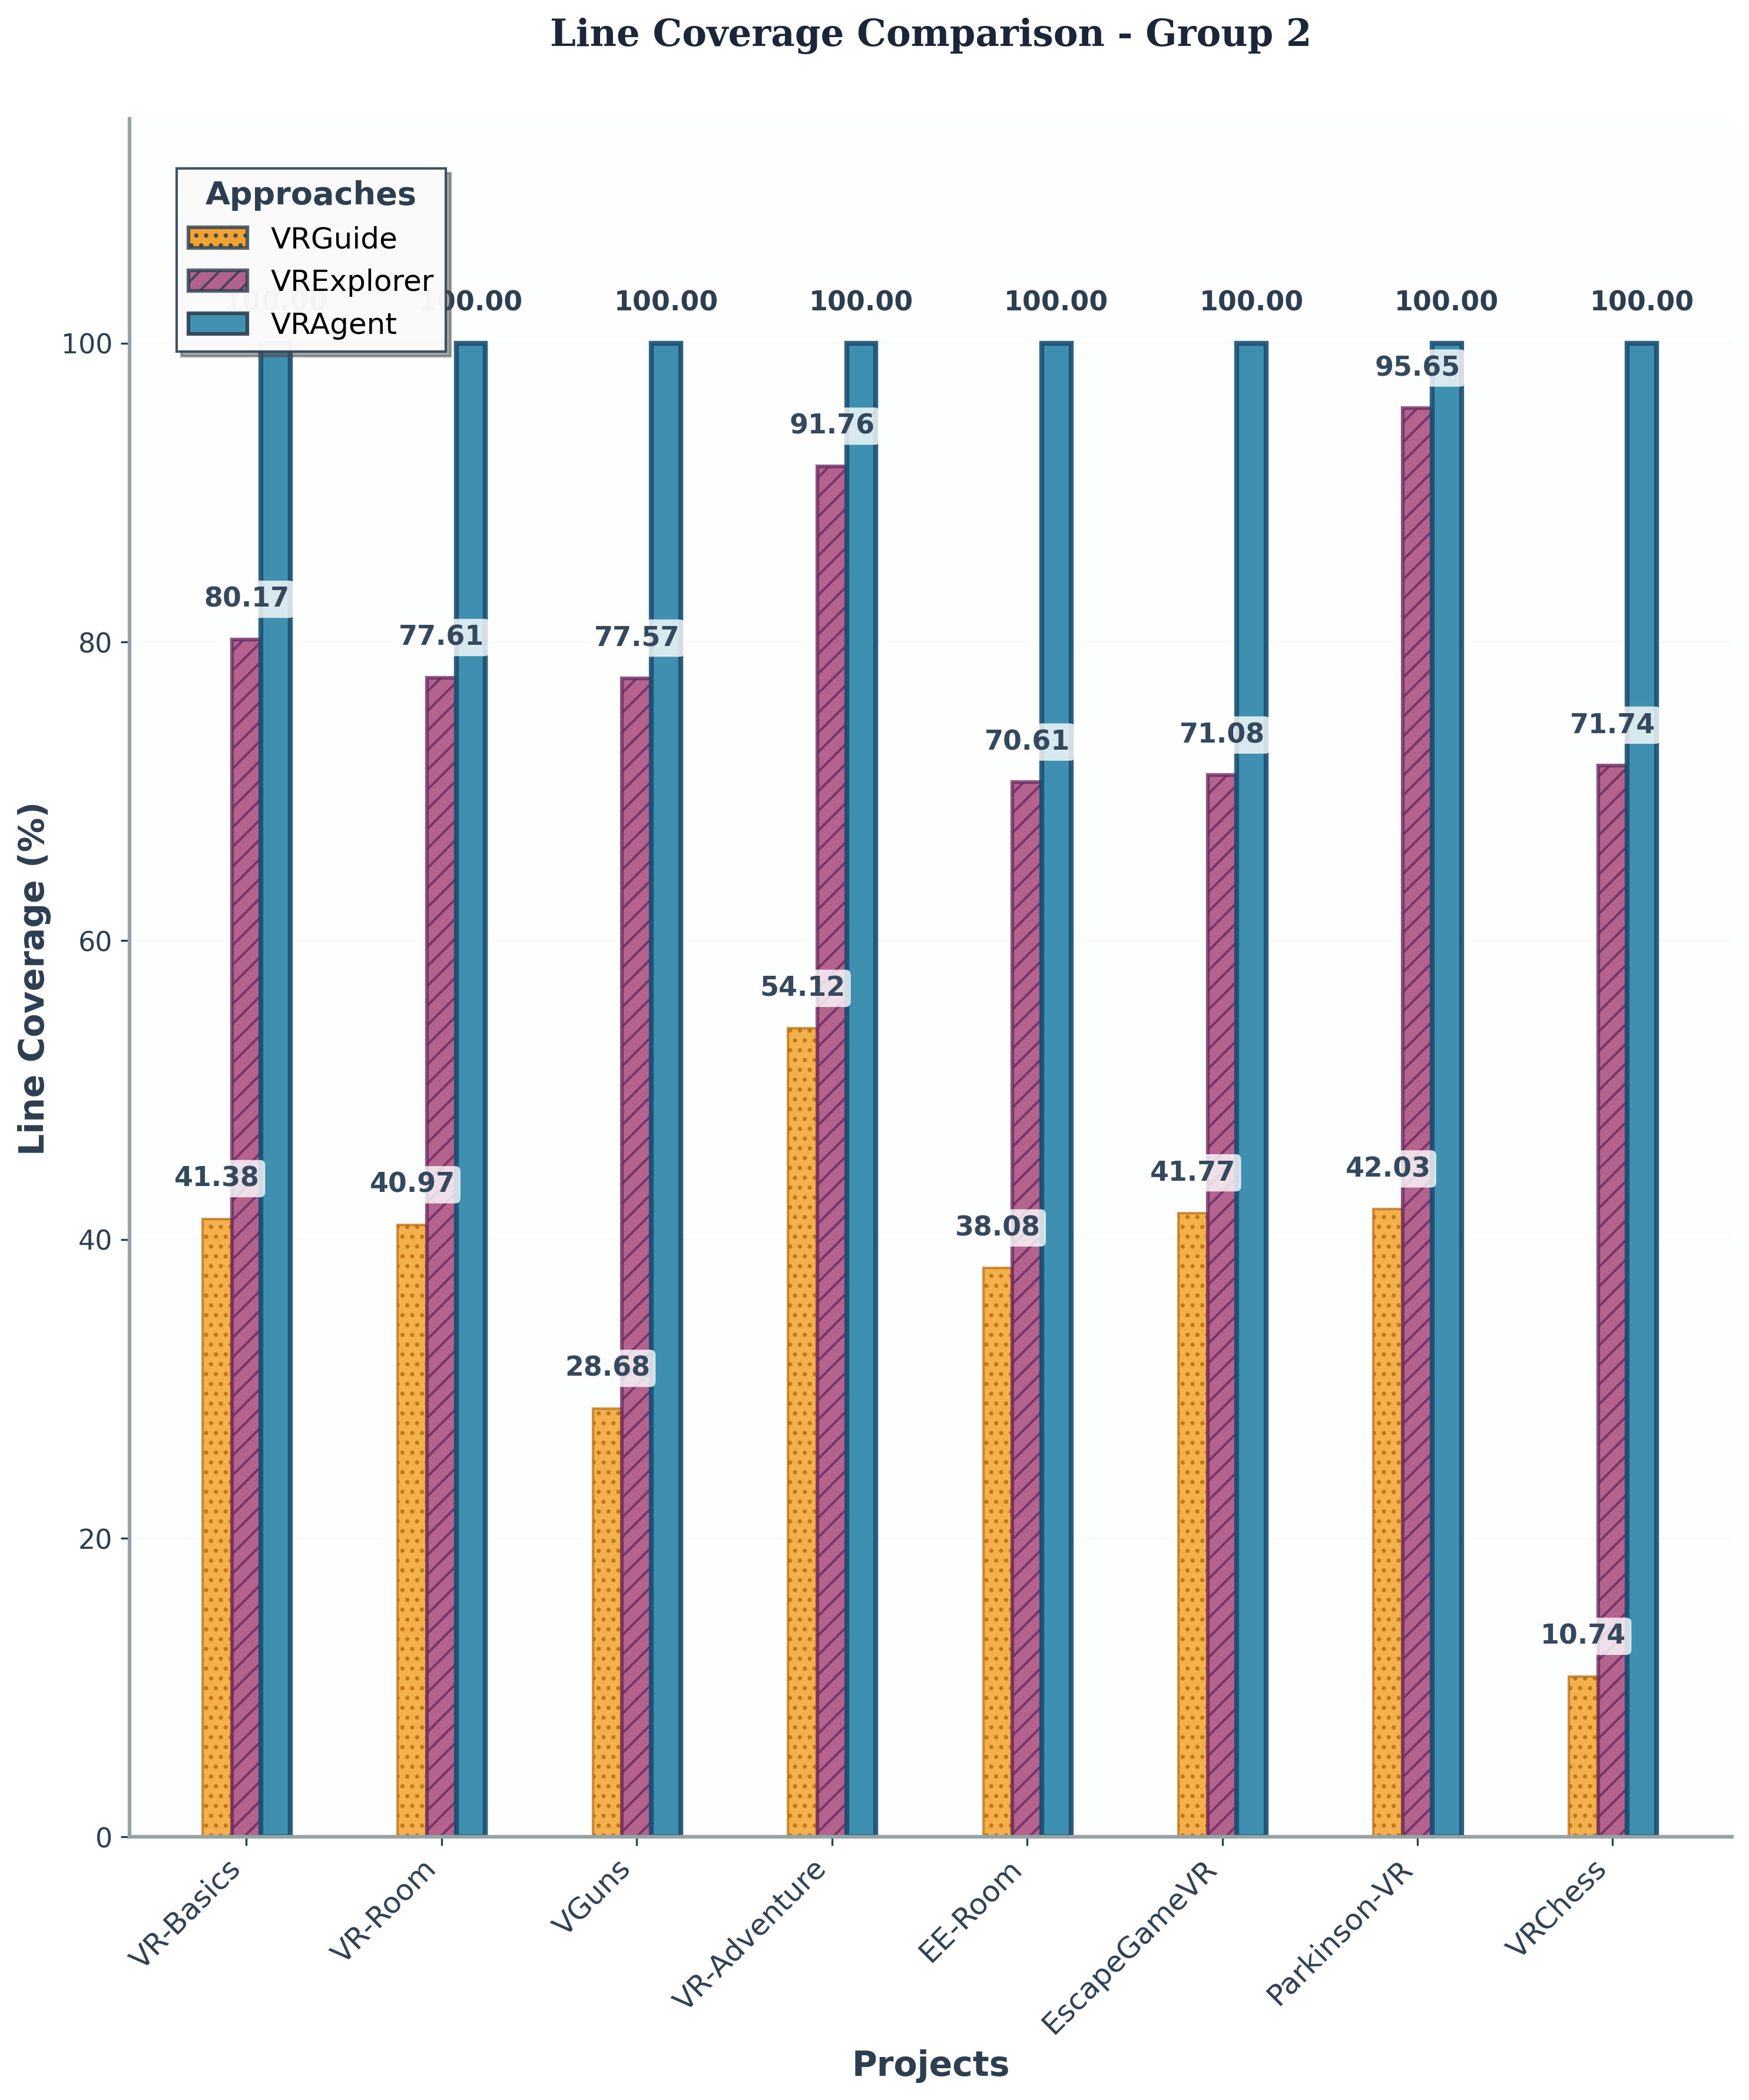 Line Coverage Comparison - Group 2
Approaches
VRGuide
VRExplorer
VRAgent
100.00 100.00 100.00 100.00 100.00 100.00 100.00 100.00
100
95.65
91.76
80.17
80
77.61
77.57
71.74
71.08
70.61
60
54.12
42.03
41.77
41.38
40.97
40
38.08
28.68
20
10.74
0
Line Coverage (%)
VR-Basics
VR-Room
VGuns
VR-Adventure
EE-Room
EscapeGameVR
Parkinson-VR
VRChess
Projects